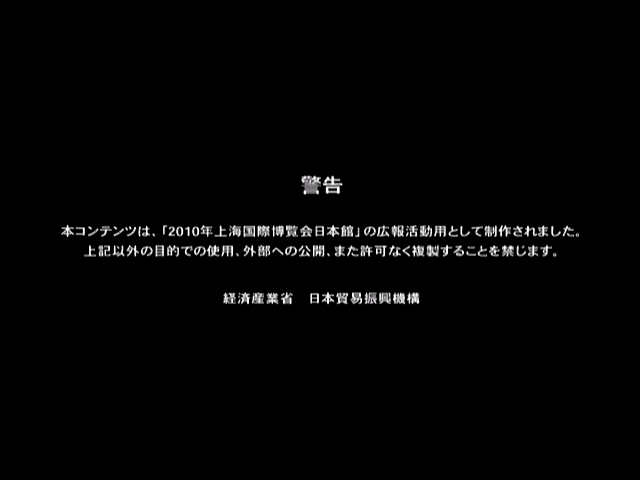 警告
本コンテンツは、「2010年上海国際博覧会日本館」の広報活動用として制作されました。
上記以外の目的での使用、外部への公開、また許可なく複製することを禁じます。
経済産業省　日本貿易振興機構